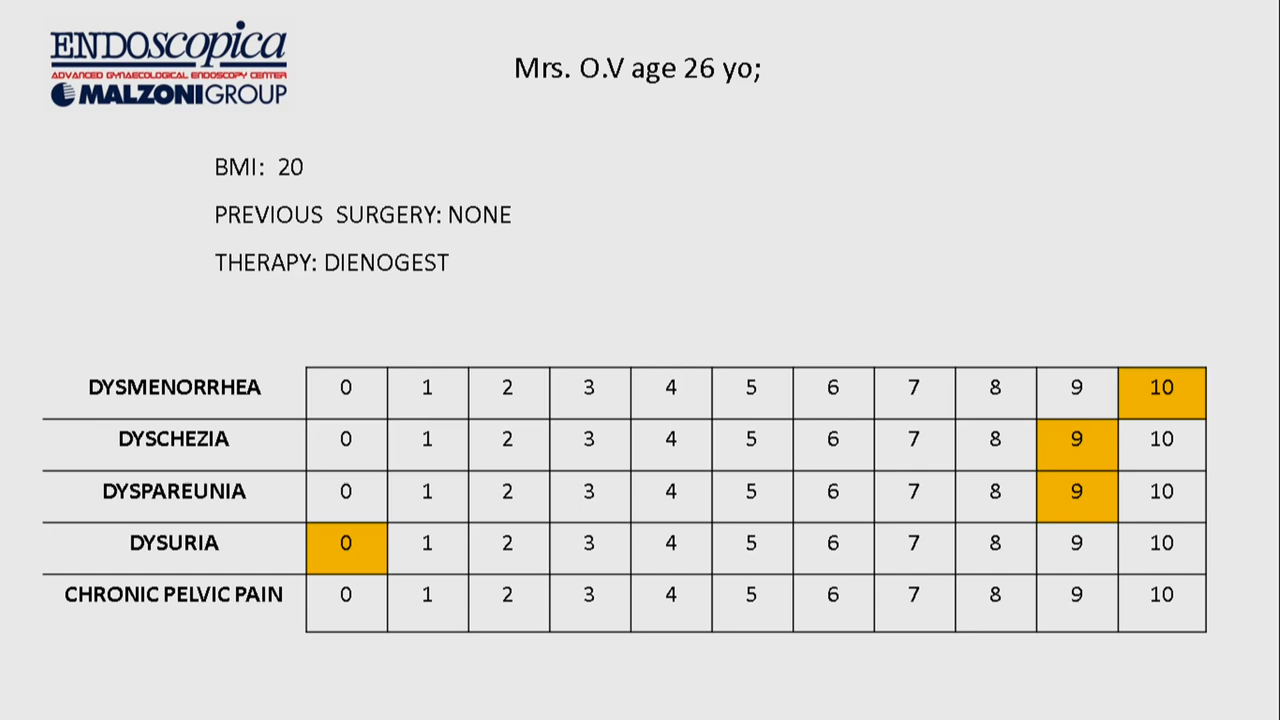 ENDOSCOPICA
ADVANCED GYNAECOLOGICAL ENDOSCOPY CENTER
MALZONIGROUP
Mrs. O.V age 26 yo;
BMI: 20
PREVIOUS SURGERY: NONE
THERAPY: DIENOGEST
DYSMENORRHEA 0 1 2 3 4 5 6 7 8 9 10
DYSCHEZIA 0 1 2 3 4 5 6 7 8 9 10
DYSPAREUNIA 0 1 2 3 4 5 6 7 8 9 10
DYSURIA 0 1 2 3 4 5 6 7 8 9 10
CHRONIC PELVIC PAIN 0 1 2 3 4 5 6 7 8 9 10